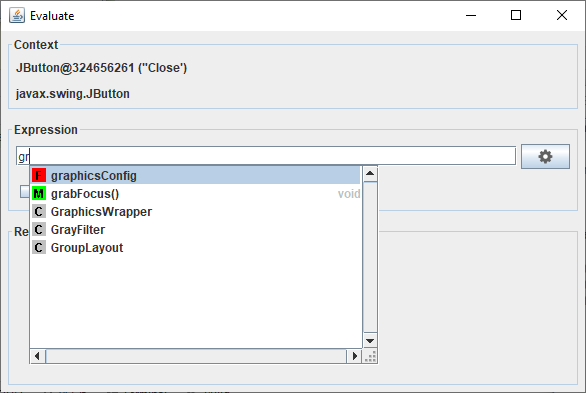 Evaluate
Context
JButton@324656261 ("Close')
javax.swing.JButton
Expression
gr
F graphicsConfig
M grabFocus() void
C GraphicsWrapper
C GrayFilter
C GroupLayout
Re